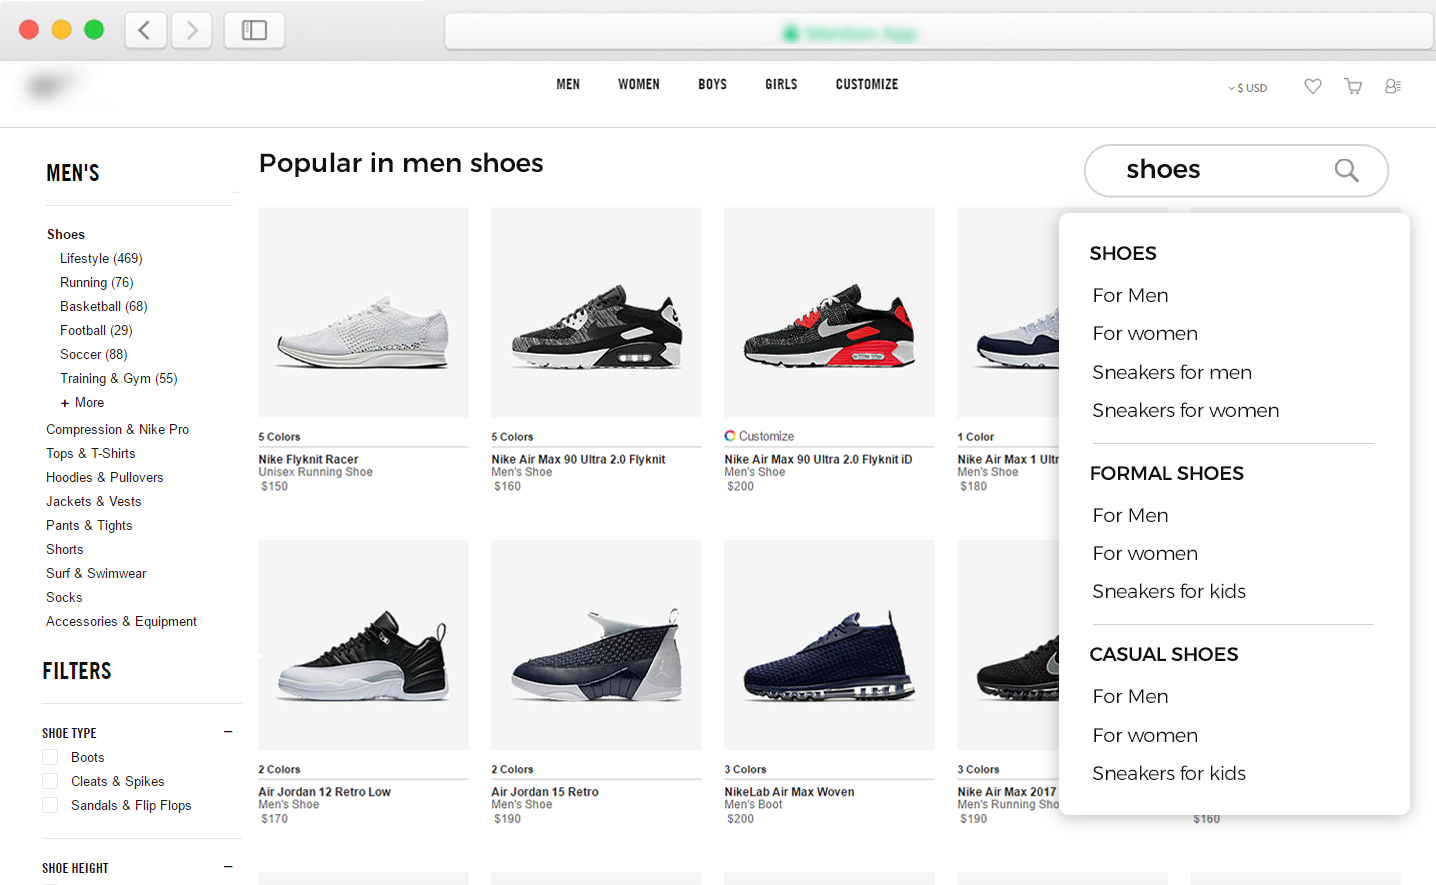 MEN
WOMEN
BOYS
GIRLS
CUSTOMIZE
$ USD
MEN'S
Shoes
Lifestyle (469)
Running (76)
Basketball (68)
Football (29)
Soccer (88)
Training & Gym (55)
+ More
Compression & Nike Pro
Tops & T-Shirts
Hoodies & Pullovers
Jackets & Vests
Pants & Tights
Shorts
Surf & Swimwear
Socks
Accessories & Equipment
FILTERS
SHOE TYPE
Boots
Cleats & Spikes
Sandals & Flip Flops
SHOE HEIGHT
Popular in men shoes
5 Colors
Nike Flyknit Racer
Unisex Running Shoe
$150
5 Colors
Nike Air Max 90 Ultra 2.0 Flyknit
Men's Shoe
$160
Customize
Nike Air Max 90 Ultra 2.0 Flyknit iD
Men's Shoe
$200
1 Color
Nike Air Max 1 Ultr
Men's Shoe
$180
2 Colors
Air Jordan 12 Retro Low
Men's Shoe
$170
2 Colors
Air Jordan 15 Retro
Men's Shoe
$190
3 Colors
NikeLab Air Max Woven
Men's Boot
$200
3 Colors
Nike Air Max 2017
Men's Running Sho
$190
$160
shoes
SHOES
For Men
For women
Sneakers for men
Sneakers for women
FORMAL SHOES
For Men
For women
Sneakers for kids
CASUAL SHOES
For Men
For women
Sneakers for kids